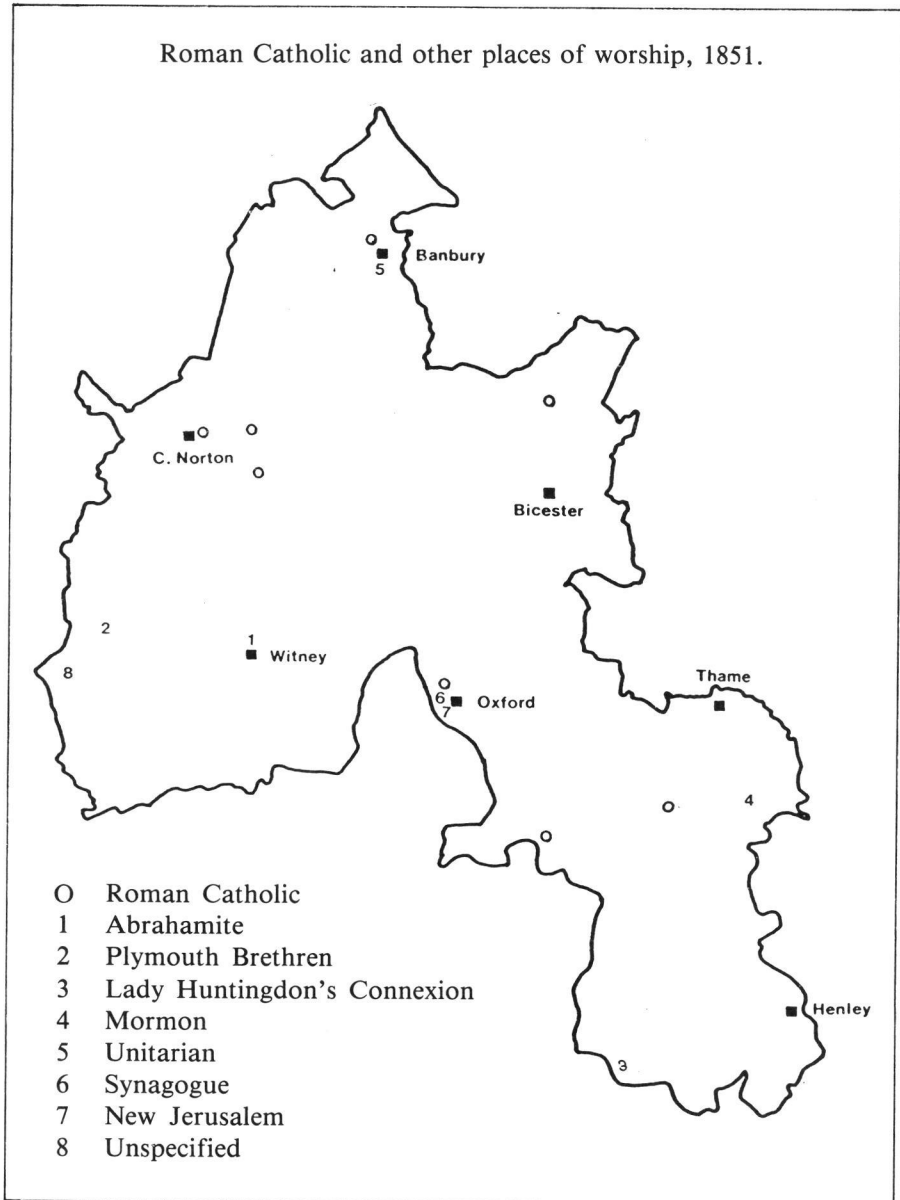 Roman Catholic and other places of worship, 1851.
Banbury
5
C. Norton
Bicester
2
1
Witney
8
Thame
6
7
Oxford
4
Henley
3
O Roman Catholic
1 Abrahamite
2 Plymouth Brethren
3 Lady Huntingdon's Connexion
4 Mormon
5 Unitarian
6 Synagogue
7 New Jerusalem
8 Unspecified